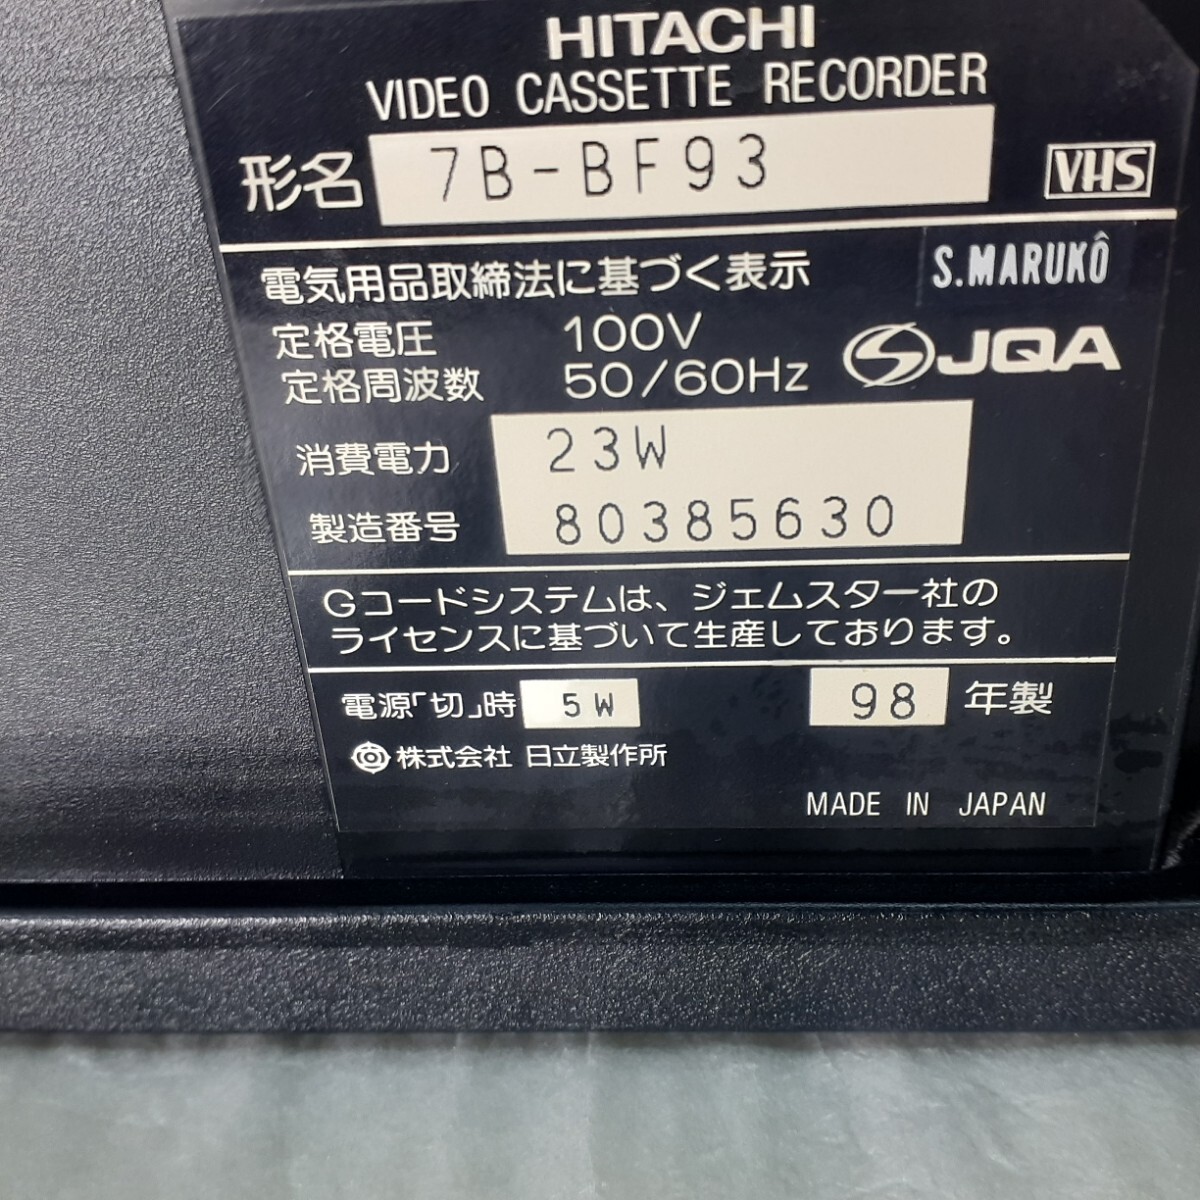 HITACHI
VIDEO CASSETTE RECORDER
形名 7B-BF93 VHS
電気用品取締法に基づく表示 S.MARUKÔ
定格電圧 100V
定格周波数 50/60Hz JQA
消費電力 23W
製造番号 80385630
Gコードシステムは、ジェムスター社の
ライセンスに基づいて生産しております。
電源「切」時 5W 98 年製
株式会社 日立製作所
MADE IN JAPAN